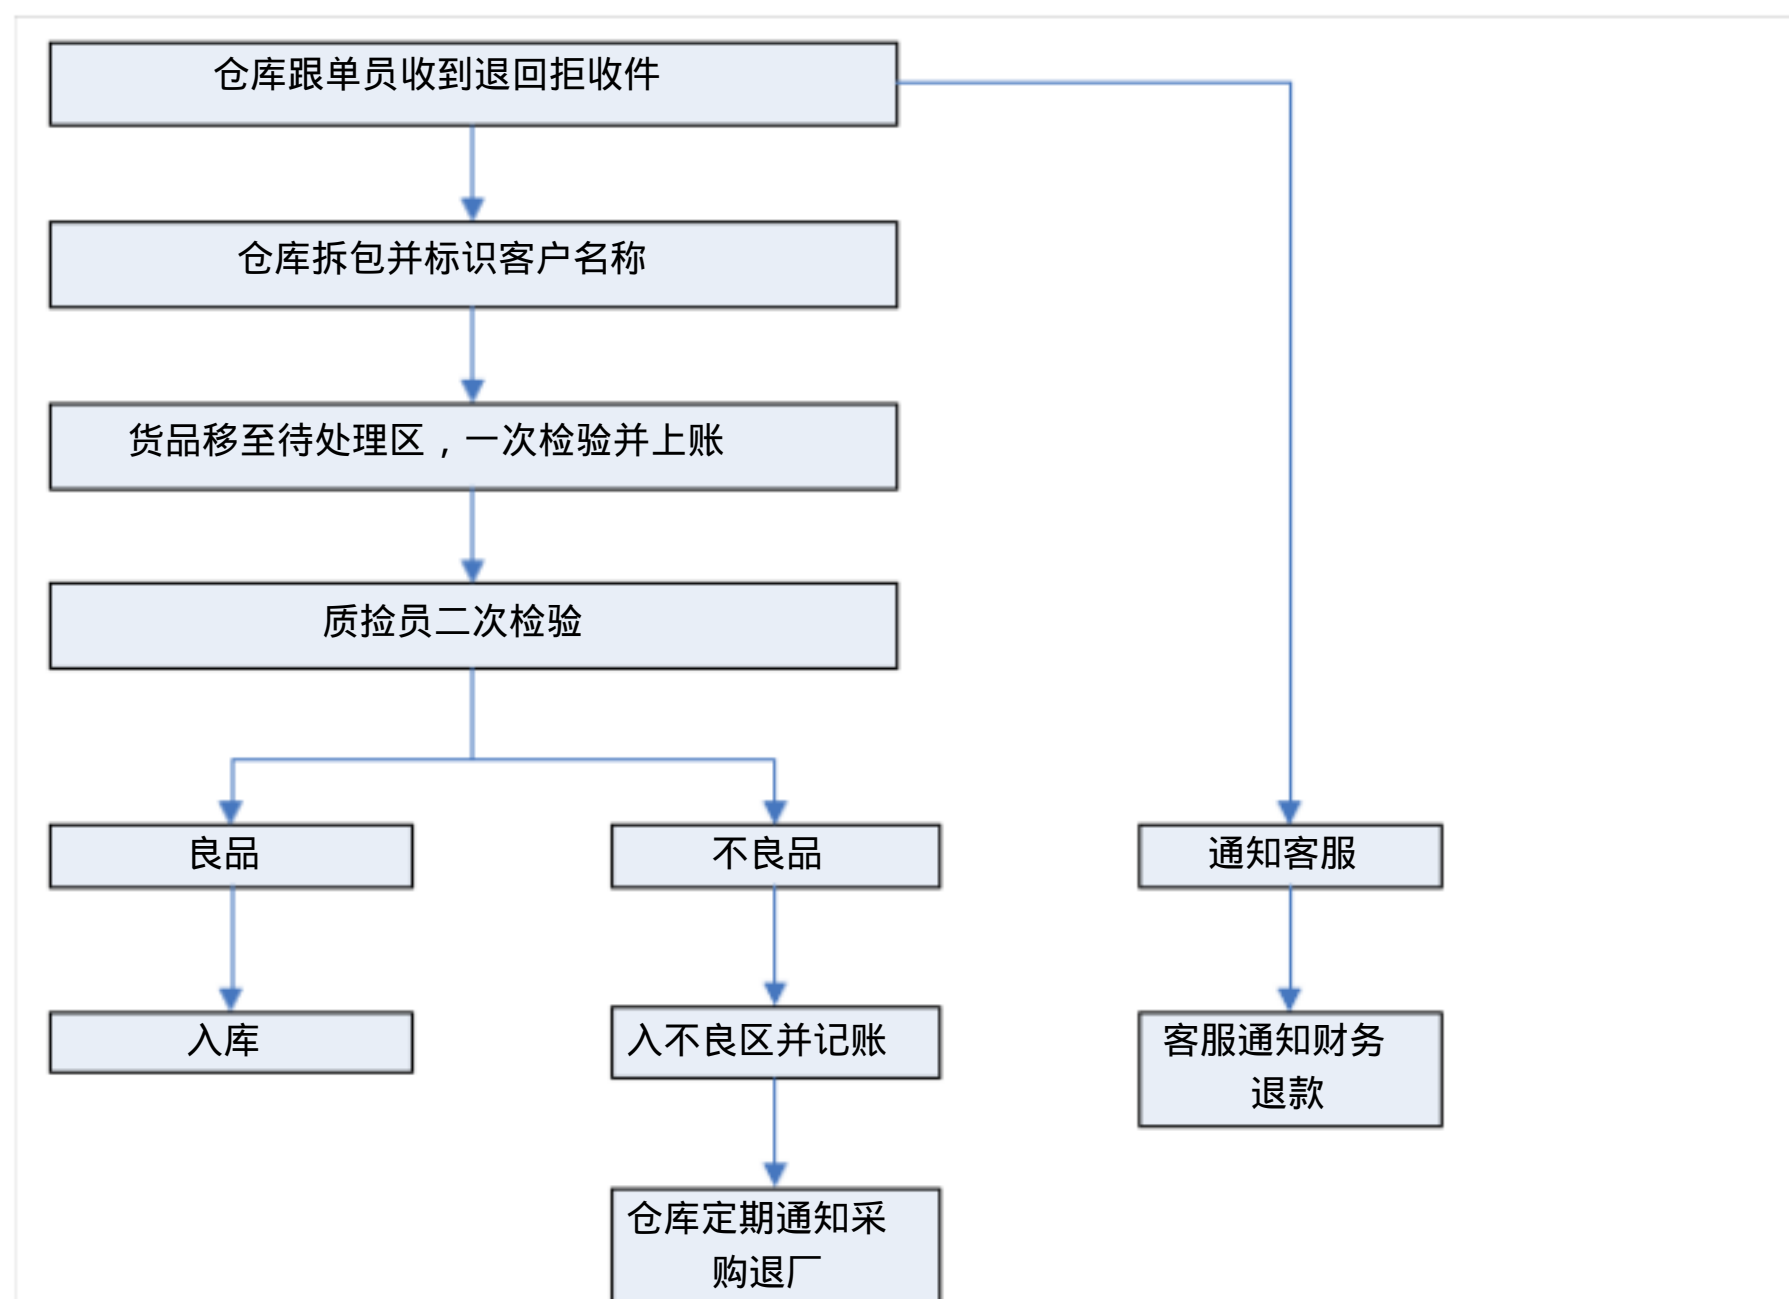 仓库跟单员收到退回拒收件
仓库拆包并标识客户名称
货品移至待处理区，一次检验并上账
质捡员二次检验
良品
不良品
通知客服
入库
入不良区并记账
客服通知财务
退款
仓库定期通知采
购退厂